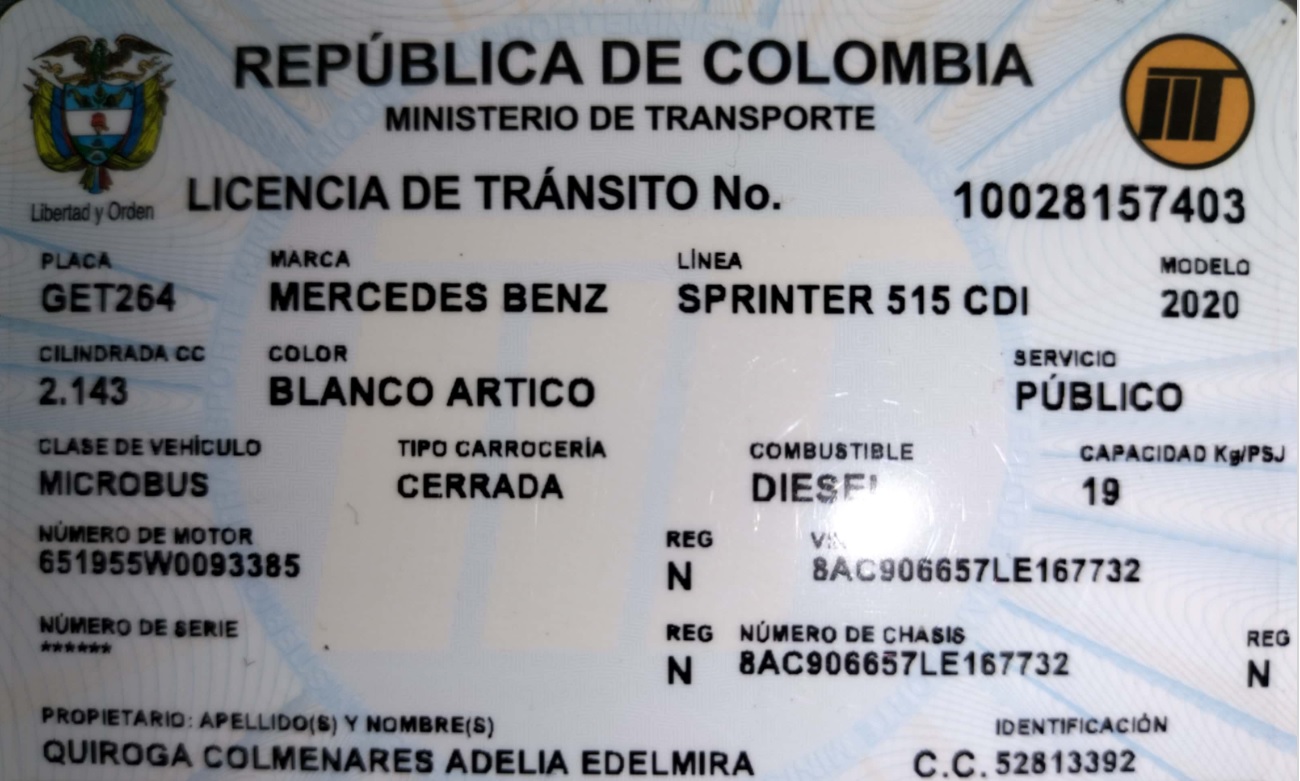 REPÚBLICA DE COLOMBIA
MINISTERIO DE TRANSPORTE
Libertad y Orden
LICENCIA DE TRÁNSITO No. 10028157403
PLACA MARCA LÍNEA MODELO
GET264 MERCEDES BENZ SPRINTER 515 CDI 2020
CILINDRADA CC COLOR SERVICIO
2.143 BLANCO ARTICO PÚBLICO
CLASE DE VEHÍCULO TIPO CARROCERÍA COMBUSTIBLE CAPACIDAD Kg/PSJ
MICROBUS CERRADA DIESEL 19
NÚMERO DE MOTOR REG VIN
651955W0093385 N 8AC906657LE167732
NÚMERO DE SERIE REG NÚMERO DE CHASIS REG
****** N 8AC906657LE167732 N
PROPIETARIO: APELLIDO(S) Y NOMBRE(S) IDENTIFICACIÓN
QUIROGA COLMENARES ADELIA EDELMIRA C.C. 52813392